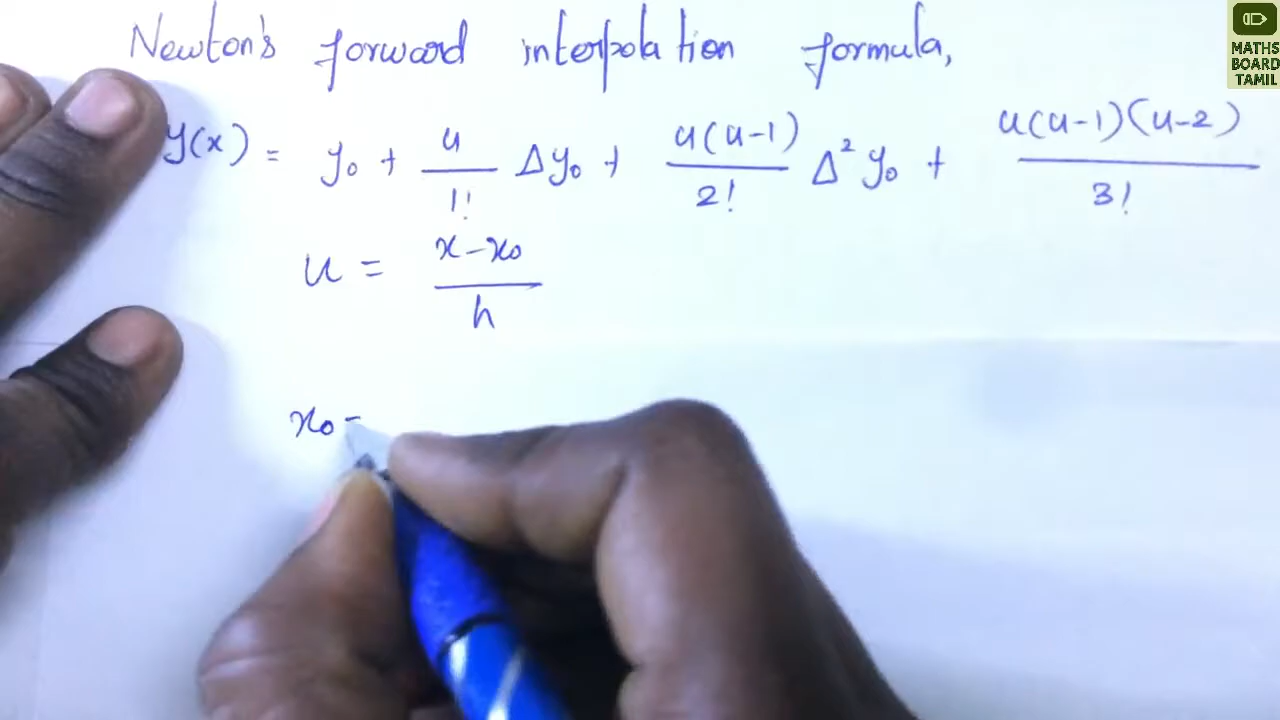 Newton's forward interpolation formula,
y(x) = y₀ + u/1! Δy₀ + u(u-1)/2! Δ²y₀ + u(u-1)(u-2)/3!
u = x-x₀/h
x₀ -
MATHS
BOARD
TAMIL